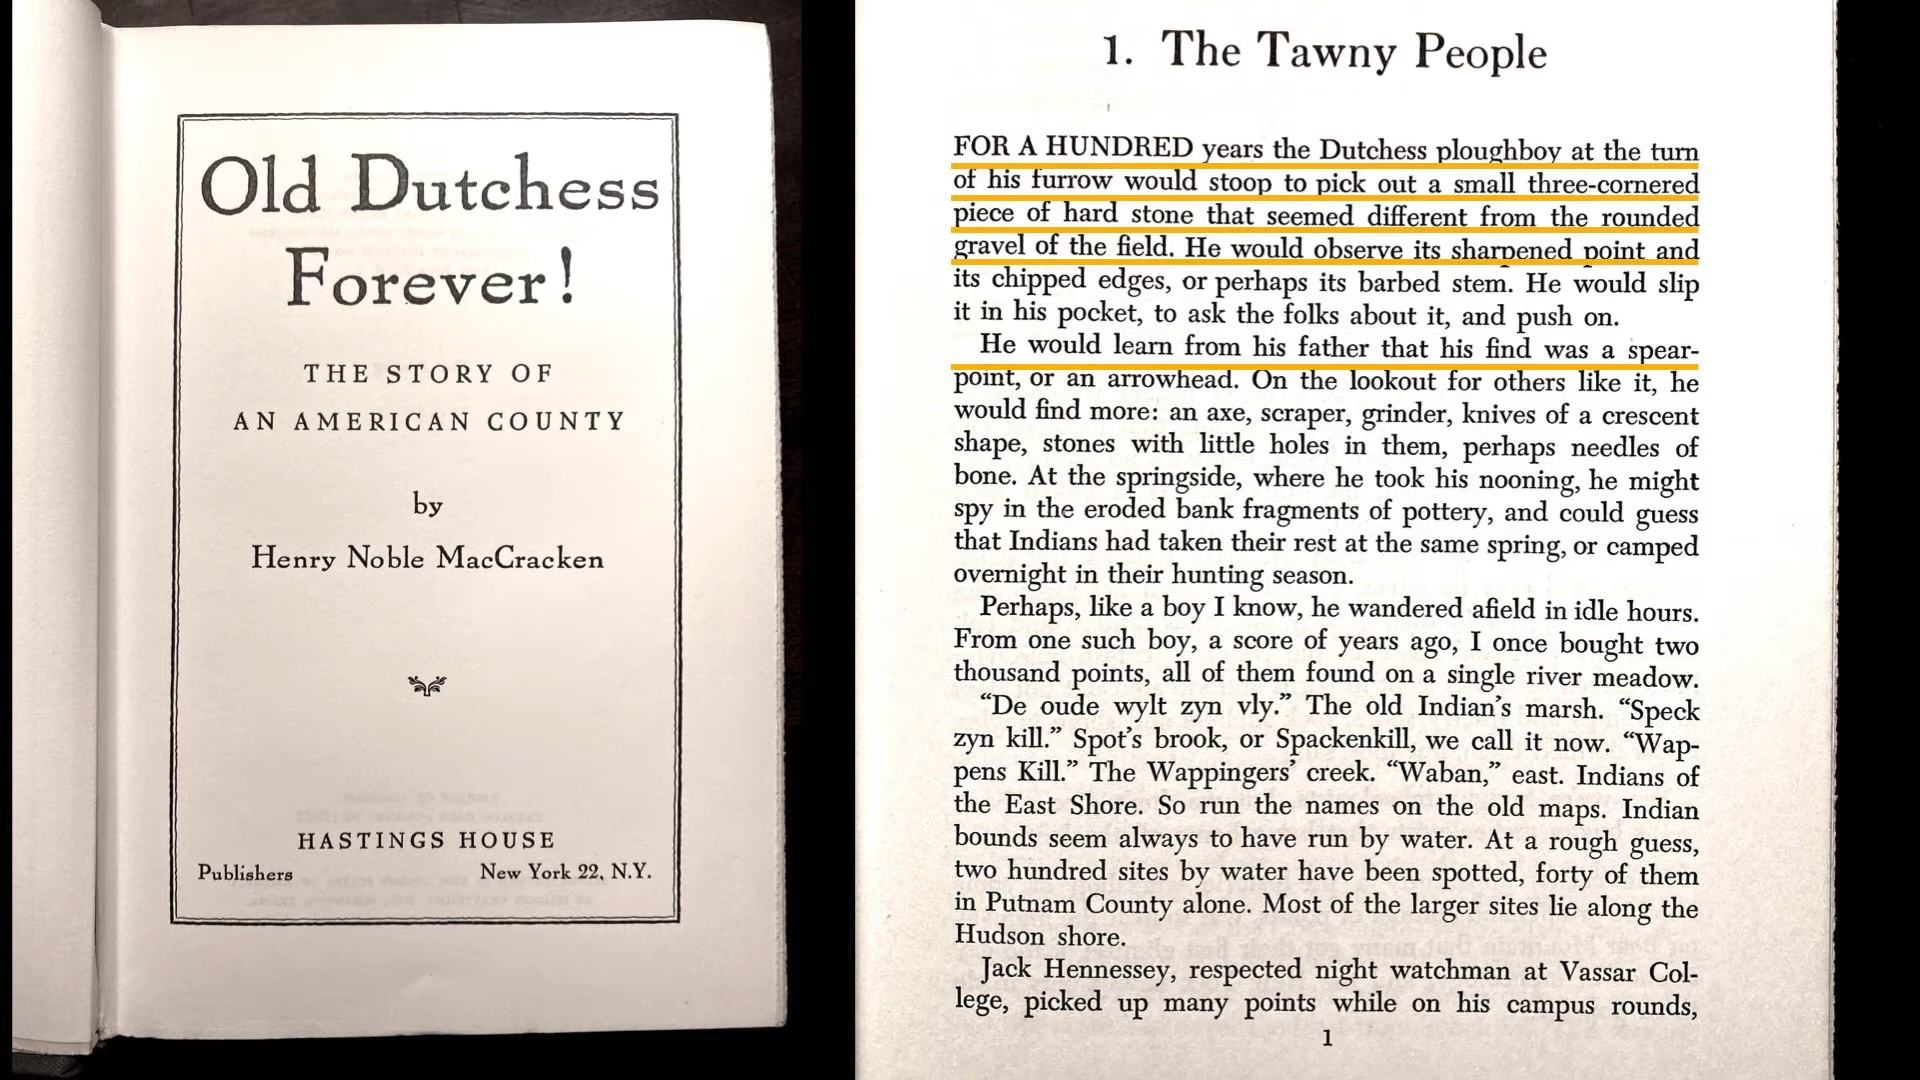 Old Dutchess
Forever!
THE STORY OF
AN AMERICAN COUNTY
by
Henry Noble MacCracken
HASTINGS HOUSE
Publishers New York 22, N.Y.
1. The Tawny People
FOR A HUNDRED years the Dutchess ploughboy at the turn
of his furrow would stoop to pick out a small three-cornered
piece of hard stone that seemed different from the rounded
gravel of the field. He would observe its sharpened point and
its chipped edges, or perhaps its barbed stem. He would slip
it in his pocket, to ask the folks about it, and push on.
He would learn from his father that his find was a spear-
point, or an arrowhead. On the lookout for others like it, he
would find more: an axe, scraper, grinder, knives of a crescent
shape, stones with little holes in them, perhaps needles of
bone. At the springside, where he took his nooning, he might
spy in the eroded bank fragments of pottery, and could guess
that Indians had taken their rest at the same spring, or camped
overnight in their hunting season.
Perhaps, like a boy I know, he wandered afield in idle hours.
From one such boy, a score of years ago, I once bought two
thousand points, all of them found on a single river meadow.
“De oude wylt zyn vly.” The old Indian’s marsh. “Speck
zyn kill.” Spot’s brook, or Spackenkill, we call it now. “Wap-
pens Kill.” The Wappingers’ creek. “Waban,” east. Indians of
the East Shore. So run the names on the old maps. Indian
bounds seem always to have run by water. At a rough guess,
two hundred sites by water have been spotted, forty of them
in Putnam County alone. Most of the larger sites lie along the
Hudson shore.
Jack Hennessey, respected night watchman at Vassar Col-
lege, picked up many points while on his campus rounds,
1